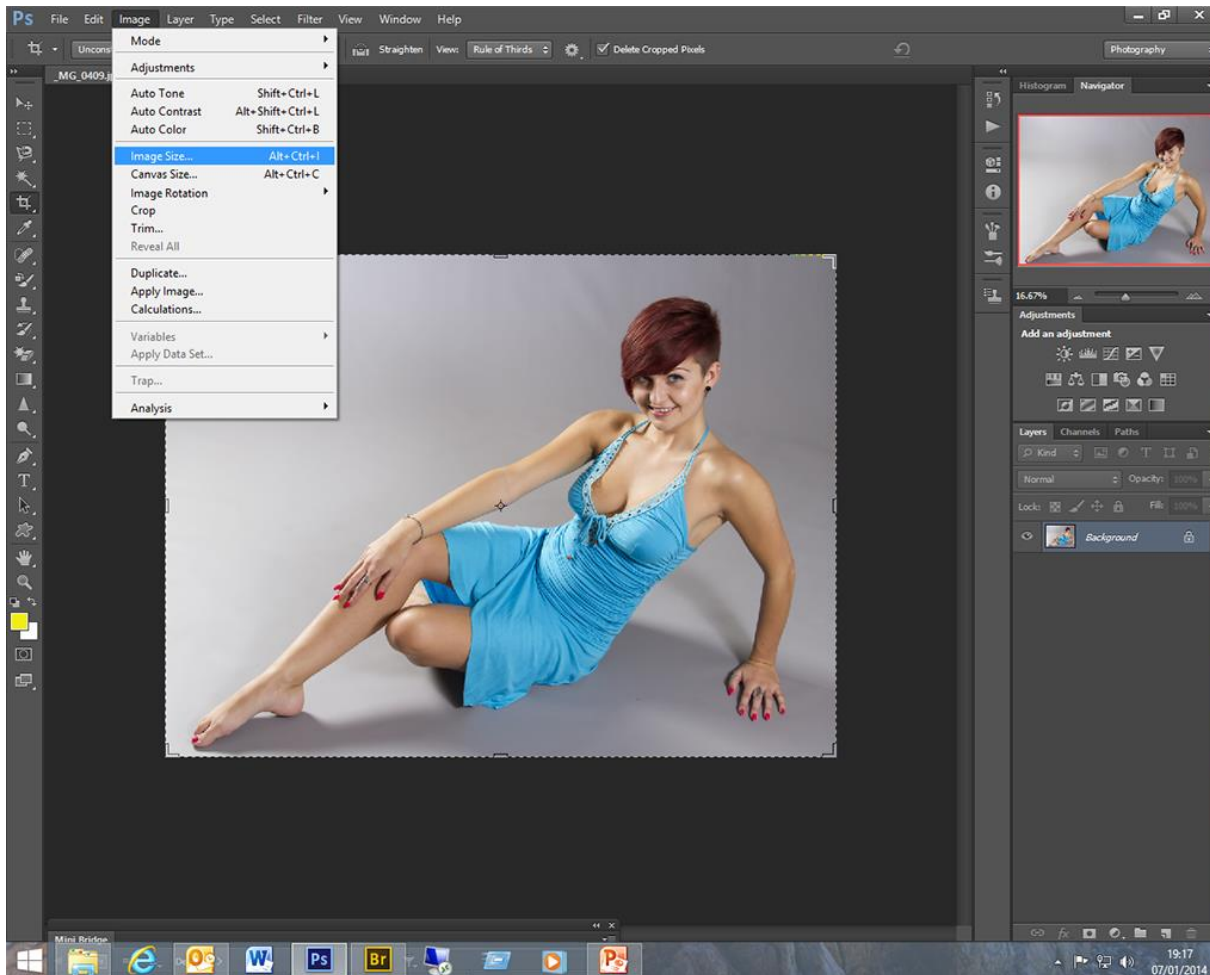 Ps File Edit Image Layer Type Select Filter View Window Help
Straighten View: Rule of Thirds Delete Cropped Pixels Photography
Mode
Adjustments
Auto Tone Shift+Ctrl+L
Auto Contrast Alt+Shift+Ctrl+L
Auto Color Shift+Ctrl+B
Image Size... Alt+Ctrl+I
Canvas Size... Alt+Ctrl+C
Image Rotation
Crop
Trim...
Reveal All
Duplicate...
Apply Image...
Calculations...
Variables
Apply Data Set...
Trap...
Analysis
Histogram Navigator
16.67%
Adjustments
Add an adjustment
Layers Channels Paths
Kind
Normal Opacity: 100%
Lock: Fill: 100%
Background
Mini Bridge
Ps Br
19:17
07/01/2014